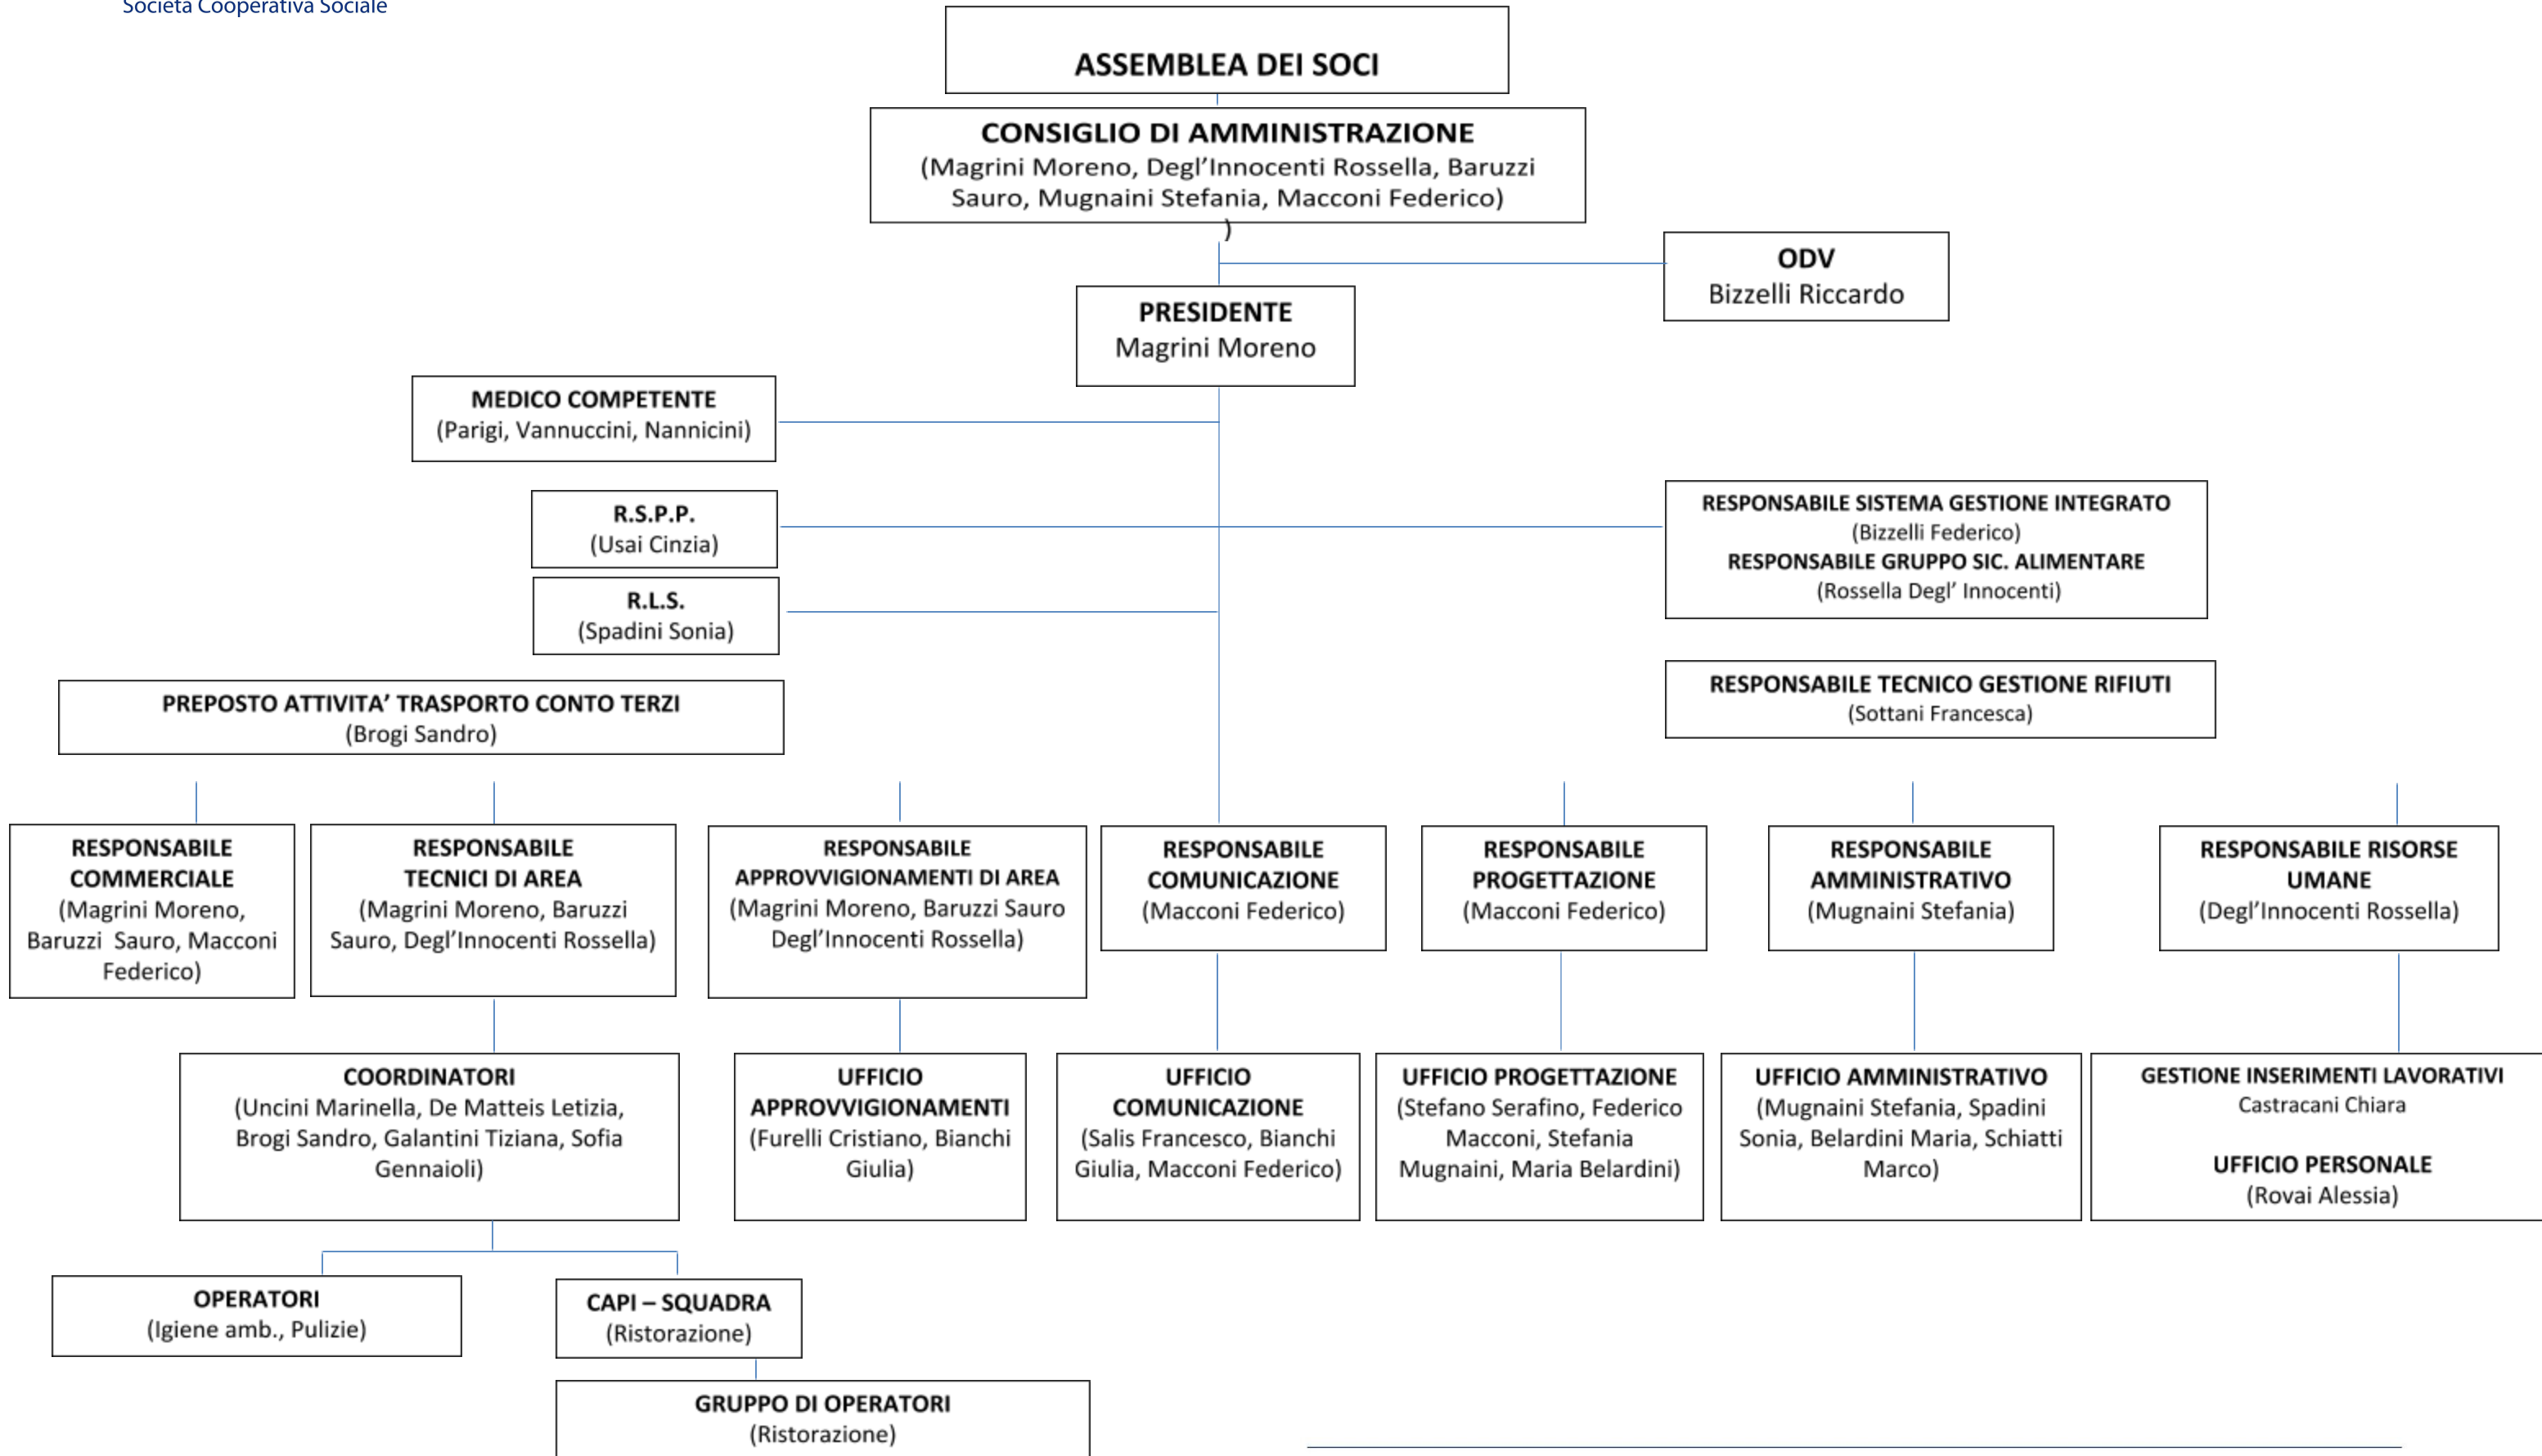 Società Cooperativa Sociale
ASSEMBLEA DEI SOCI
CONSIGLIO DI AMMINISTRAZIONE
(Magrini Moreno, Degl’Innocenti Rossella, Baruzzi
Sauro, Mugnaini Stefania, Macconi Federico)
)
ODV
Bizzelli Riccardo
PRESIDENTE
Magrini Moreno
MEDICO COMPETENTE
(Parigi, Vannuccini, Nannicini)
R.S.P.P.
(Usai Cinzia)
RESPONSABILE SISTEMA GESTIONE INTEGRATO
(Bizzelli Federico)
RESPONSABILE GRUPPO SIC. ALIMENTARE
(Rossella Degl’ Innocenti)
R.L.S.
(Spadini Sonia)
PREPOSTO ATTIVITA’ TRASPORTO CONTO TERZI
(Brogi Sandro)
RESPONSABILE TECNICO GESTIONE RIFIUTI
(Sottani Francesca)
RESPONSABILE
COMMERCIALE
(Magrini Moreno,
Baruzzi  Sauro, Macconi
Federico)
RESPONSABILE
TECNICI DI AREA
(Magrini Moreno, Baruzzi
Sauro, Degl’Innocenti Rossella)
RESPONSABILE
APPROVVIGIONAMENTI DI AREA
(Magrini Moreno, Baruzzi Sauro
Degl’Innocenti Rossella)
RESPONSABILE
COMUNICAZIONE
(Macconi Federico)
RESPONSABILE
PROGETTAZIONE
(Macconi Federico)
RESPONSABILE
AMMINISTRATIVO
(Mugnaini Stefania)
RESPONSABILE RISORSE
UMANE
(Degl’Innocenti Rossella)
COORDINATORI
(Uncini Marinella, De Matteis Letizia,
Brogi Sandro, Galantini Tiziana, Sofia
Gennaioli)
UFFICIO
APPROVVIGIONAMENTI
(Furelli Cristiano, Bianchi
Giulia)
UFFICIO
COMUNICAZIONE
(Salis Francesco, Bianchi
Giulia, Macconi Federico)
UFFICIO PROGETTAZIONE
(Stefano Serafino, Federico
Macconi, Stefania
Mugnaini, Maria Belardini)
UFFICIO AMMINISTRATIVO
(Mugnaini Stefania, Spadini
Sonia, Belardini Maria, Schiatti
Marco)
GESTIONE INSERIMENTI LAVORATIVI
Castracani Chiara
UFFICIO PERSONALE
(Rovai Alessia)
OPERATORI
(Igiene amb., Pulizie)
CAPI – SQUADRA
(Ristorazione)
GRUPPO DI OPERATORI
(Ristorazione)